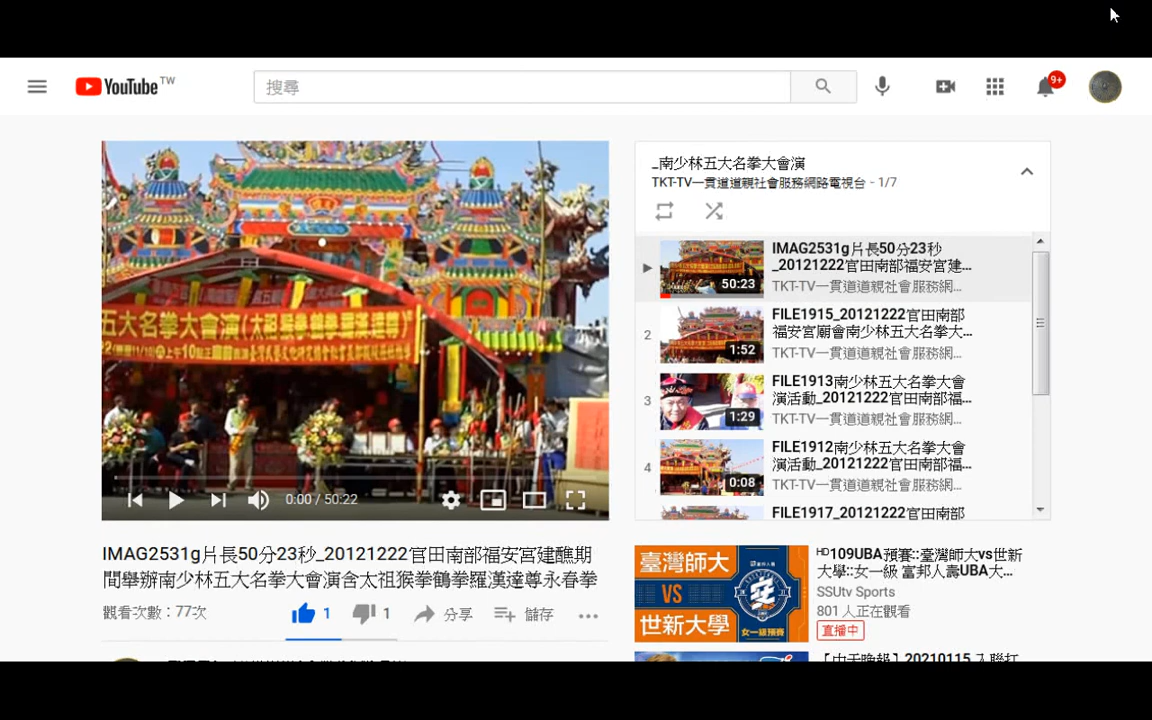 YouTube TW
搜尋
9+
五大名拳大會演
0:00 / 50:22
IMAG2531g片長50分23秒_20121222官田南部福安宮建醮期
間舉辦南少林五大名拳大會演含太祖猴拳鶴拳羅漢達尊永春拳
觀看次數：77次
1
1
分享
儲存
_南少林五大名拳大會演
TKT-TV一貫道道親社會服務網路電視台 - 1/7
50:23
IMAG2531g片長50分23秒
_20121222官田南部福安宮建...
TKT-TV一貫道道親社會服務網...
2
1:52
FILE1915_20121222官田南部
福安宮廟會南少林五大名拳大...
TKT-TV一貫道道親社會服務網...
3
1:29
FILE1913南少林五大名拳大會
演活動_20121222官田南部福...
TKT-TV一貫道道親社會服務網...
4
0:08
FILE1912南少林五大名拳大會
演活動_20121222官田南部福...
TKT-TV一貫道道親社會服務網...
FILE1917_20121222官田南部
臺灣師大
VS
世新大學
女一級預賽
ᴴᴰ109UBA預賽::臺灣師大vs世新
大學::女一級 富邦人壽UBA大...
SSUtv Sports
801 人正在觀看
直播中